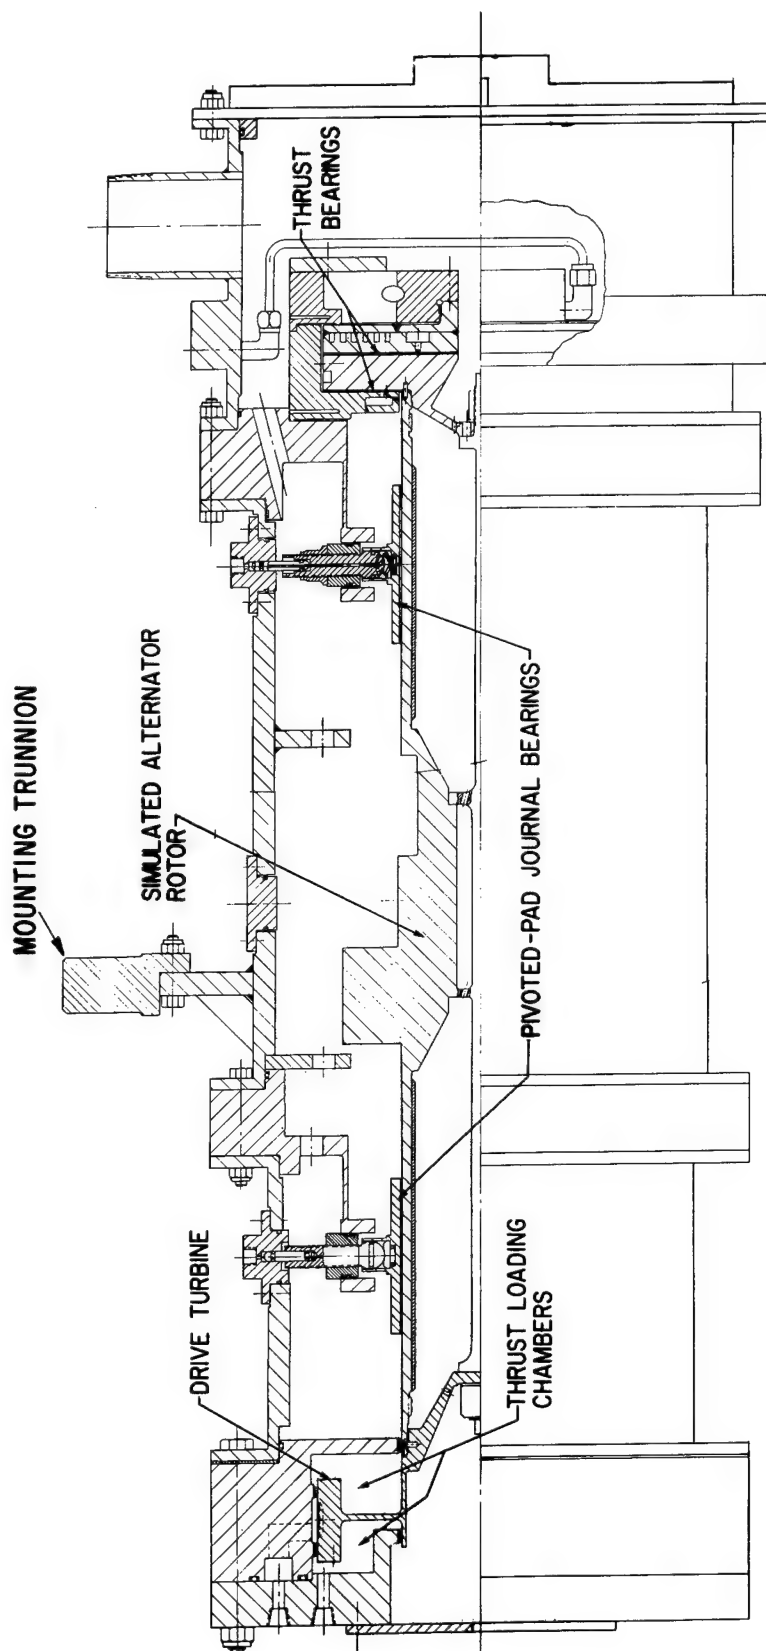 MOUNTING TRUNNION
SIMULATED ALTERNATOR
ROTOR
THRUST
BEARINGS
DRIVE TURBINE
PIVOTED-PAD JOURNAL BEARINGS
THRUST LOADING
CHAMBERS